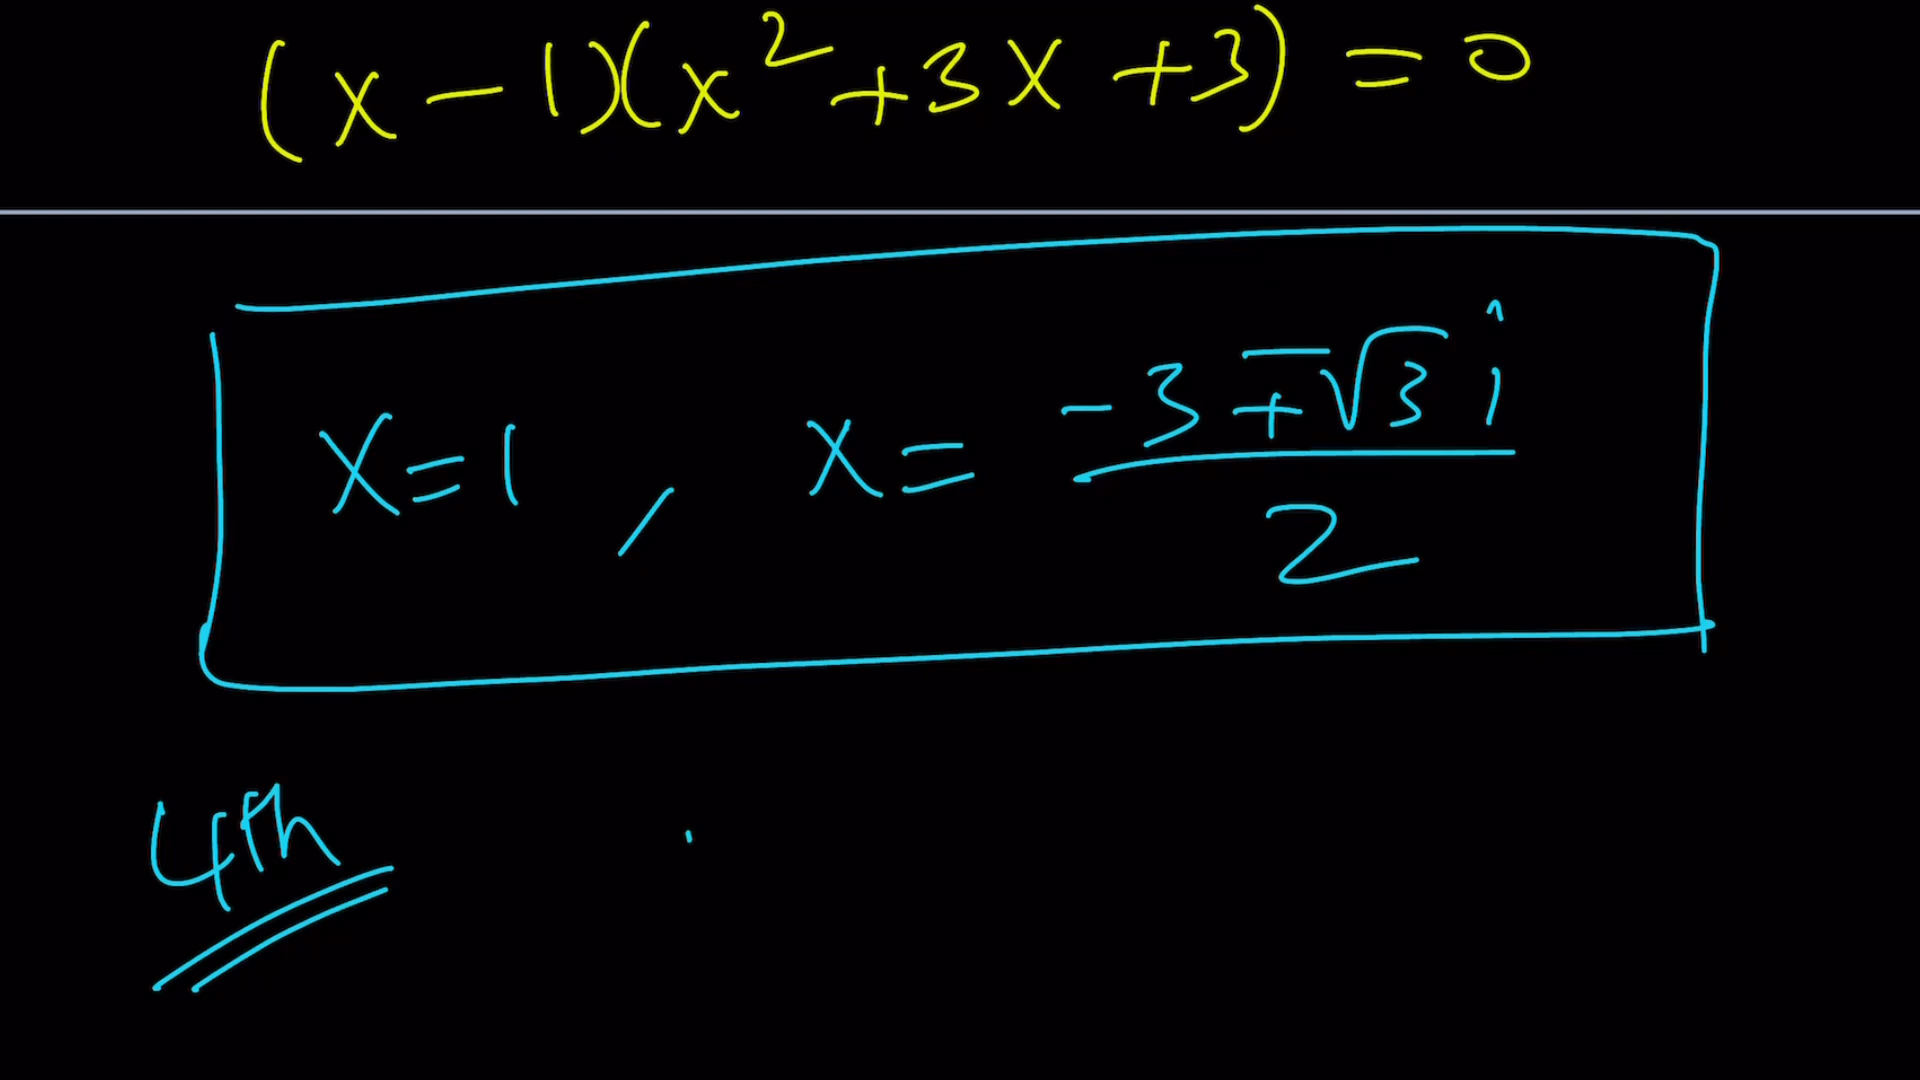 (x-1)(x²+3x+3)=0
x=1, x=(-3∓√3 i)/2
4th